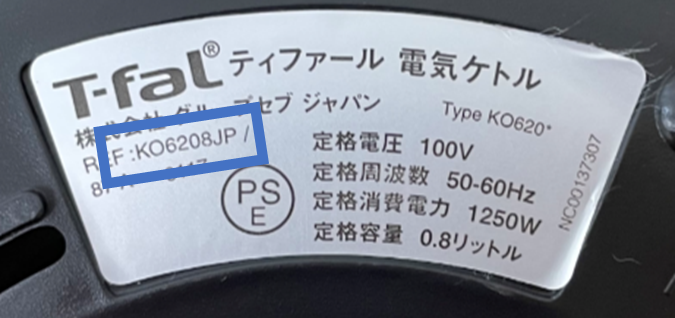 T-fal® ティファール 電気ケトル
株式会社 グループセブ ジャパン
Type KO620*
REF :KO6208JP /
定格電圧 100V
定格周波数 50-60Hz
定格消費電力 1250W
定格容量 0.8リットル
PS
E
NC00137307